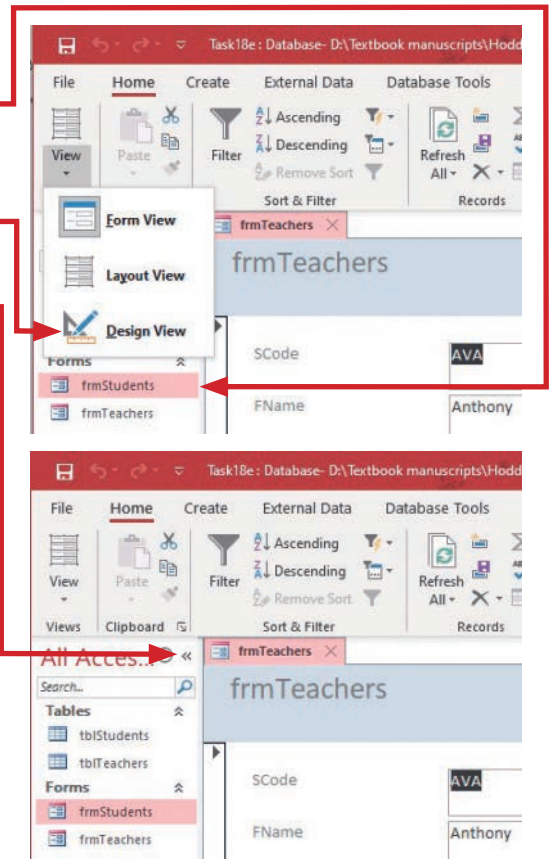 Task18e : Database- D:\Textbook manuscripts\Hodd
File Home Create External Data Database Tools
View Paste Filter Ascending Descending Remove Sort Refresh All
Sort & Filter Records
Form View
Layout View
Design View
frmTeachers
frmTeachers
SCode AVA
Forms
frmStudents
frmTeachers
FName Anthony
Task18e : Database- D:\Textbook manuscripts\Hodd
File Home Create External Data Database Tools
View Paste Filter Ascending Descending Remove Sort Refresh All
Views Clipboard Sort & Filter Records
All Acces...
frmTeachers
Search...
frmTeachers
Tables
tblStudents
tblTeachers
SCode AVA
Forms
frmStudents
frmTeachers
FName Anthony